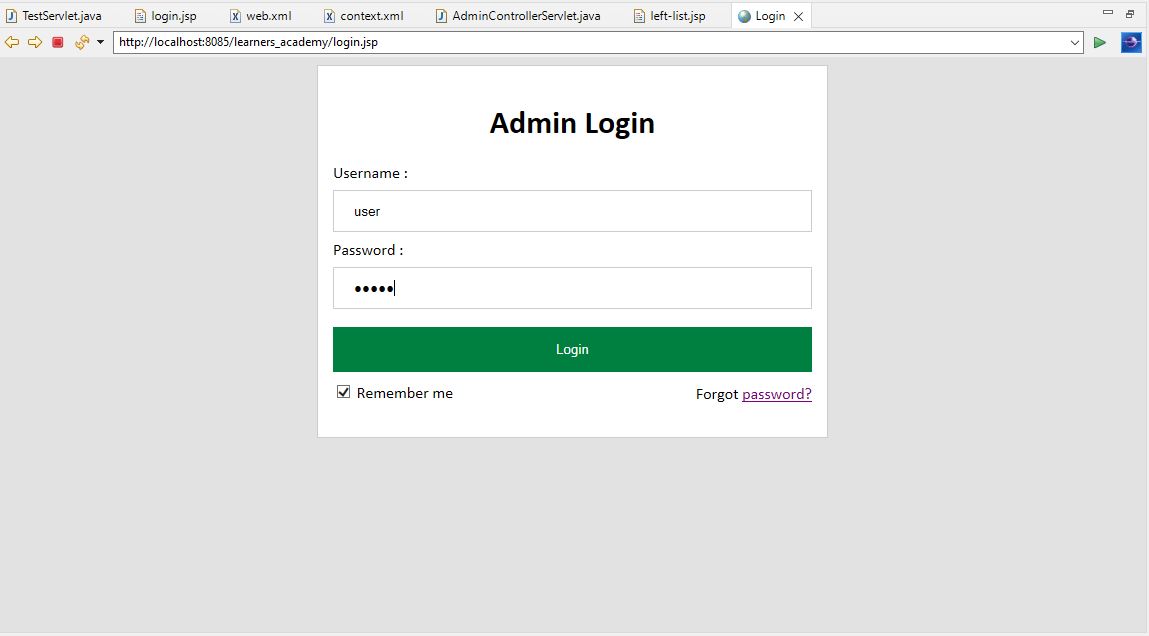 TestServlet.java login.jsp web.xml context.xml AdminControllerServlet.java left-list.jsp Login
http://localhost:8085/learners_academy/login.jsp
Admin Login
Username :
user
Password :
•••••
Login
Remember me Forgot password?